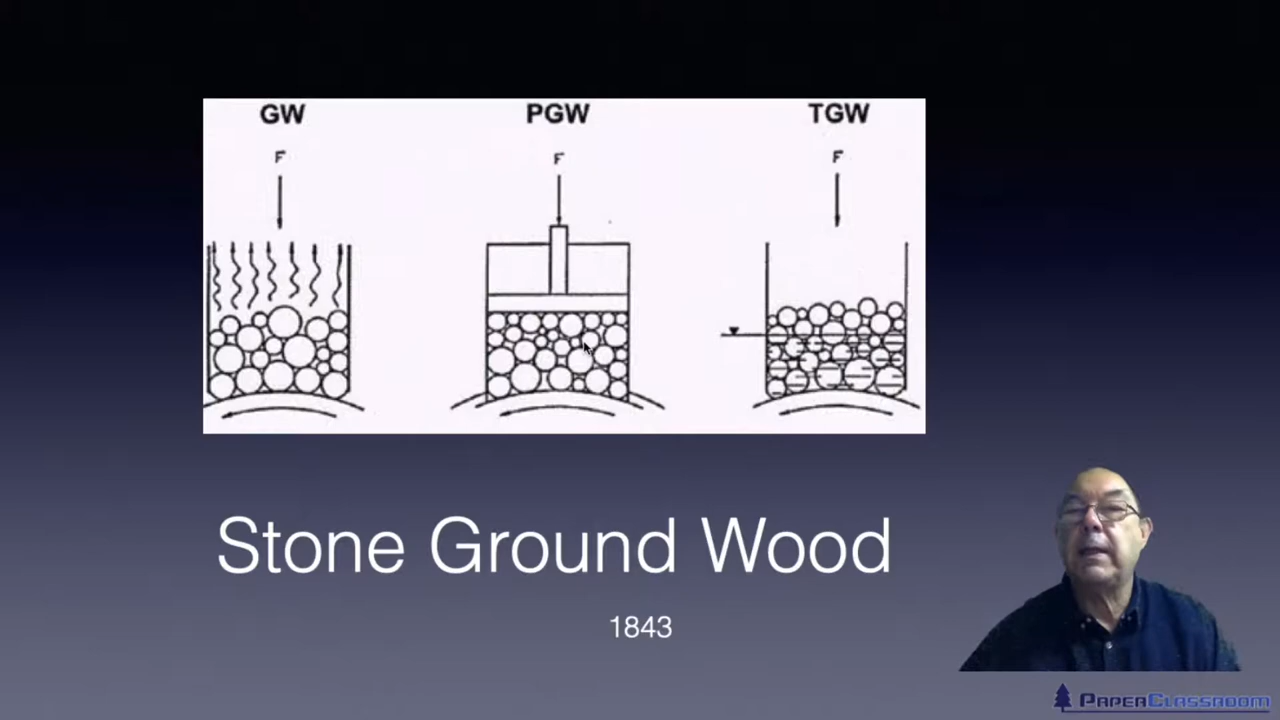 GW
PGW
TGW
F
F
F
Stone Ground Wood
1843
PAPERCLASSROOM